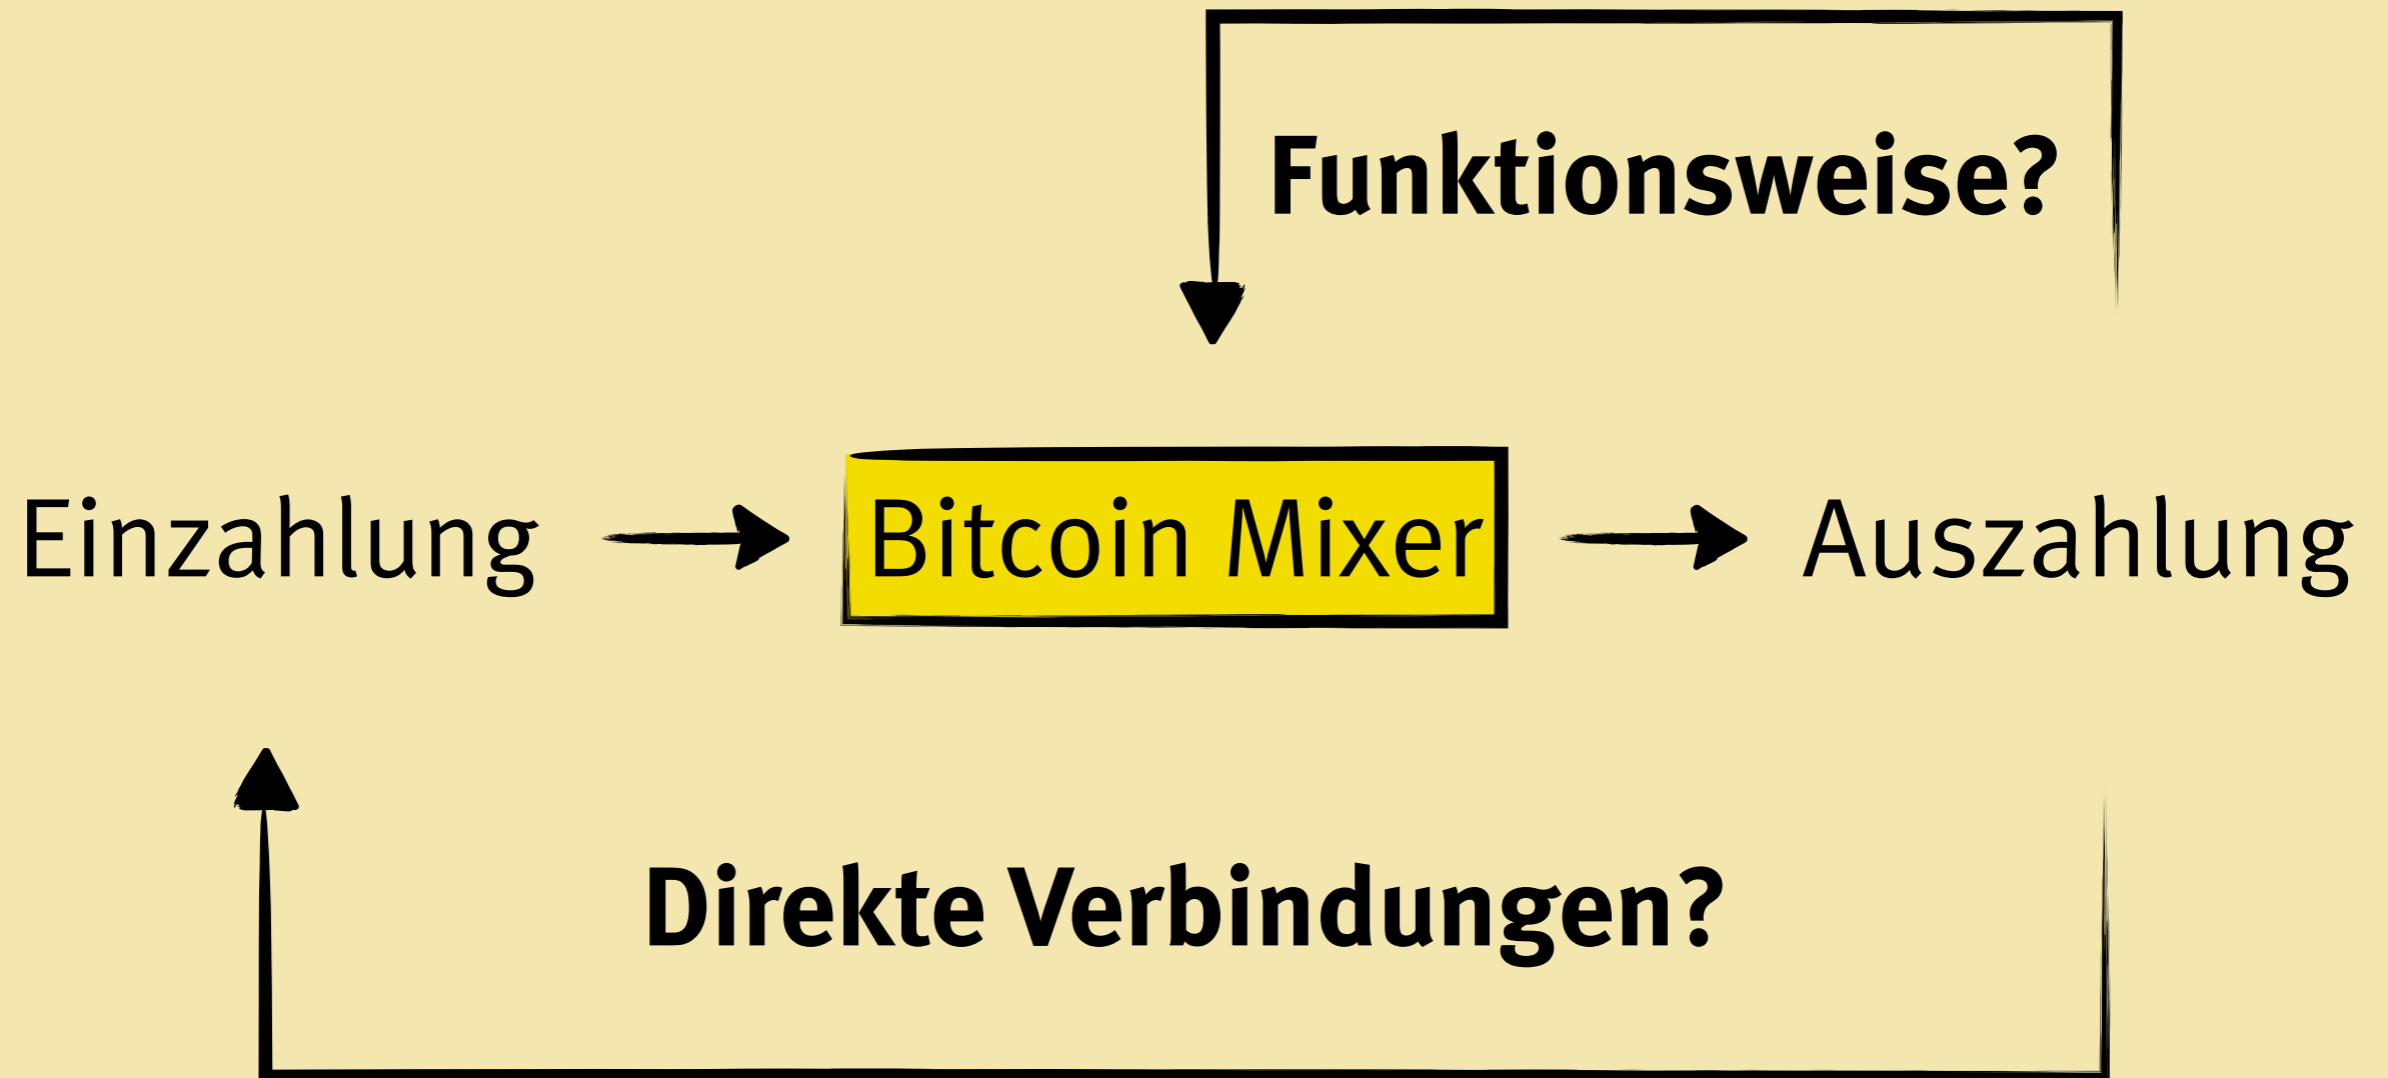 Funktionsweise?
Einzahlung Bitcoin Mixer Auszahlung
Direkte Verbindungen?